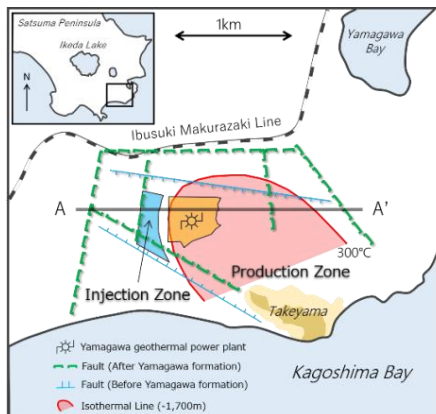 Satsuma Peninsula
Ikeda Lake
N
1km
Yamagawa
Bay
Ibusuki Makurazaki Line
A
A'
300℃
Production Zone
Injection Zone
Takeyama
Yamagawa geothermal power plant
Fault (After Yamagawa formation)
Fault (Before Yamagawa formation)
Isothermal Line (-1,700m)
Kagoshima Bay